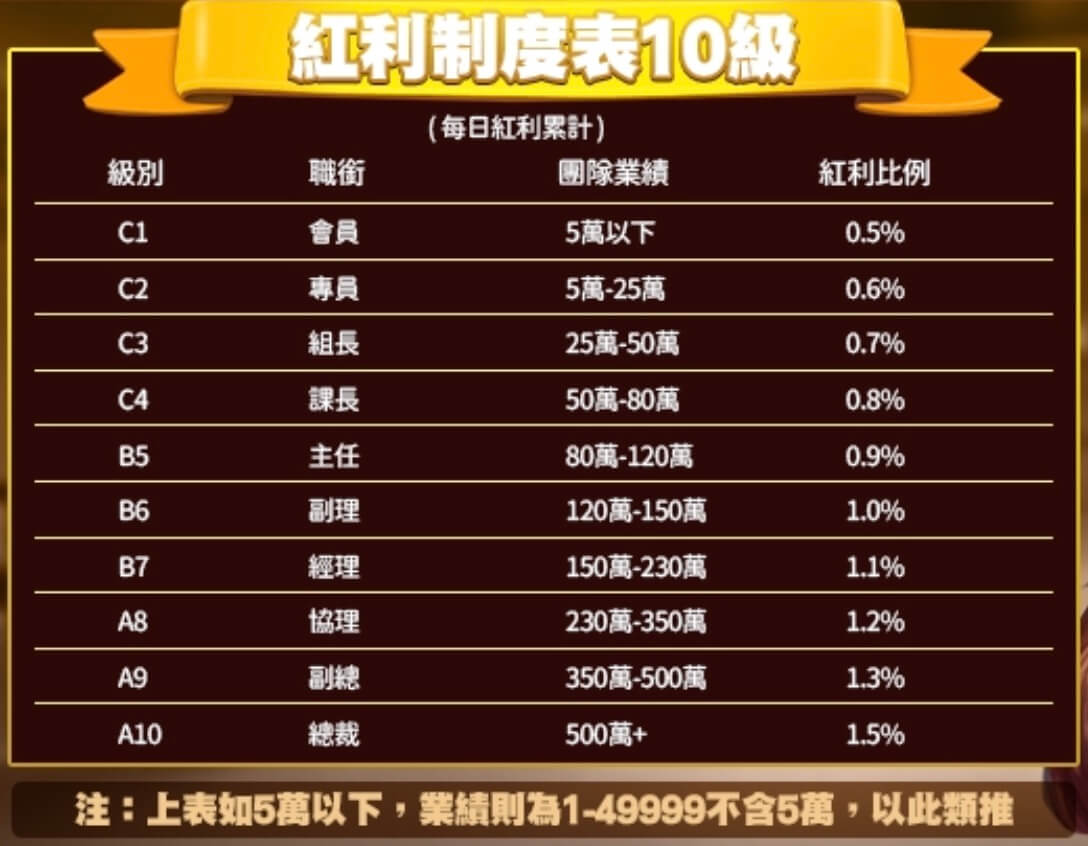 紅利制度表10級
(每日紅利累計)
級別 職銜 團隊業績 紅利比例
C1 會員 5萬以下 0.5%
C2 專員 5萬-25萬 0.6%
C3 組長 25萬-50萬 0.7%
C4 課長 50萬-80萬 0.8%
B5 主任 80萬-120萬 0.9%
B6 副理 120萬-150萬 1.0%
B7 經理 150萬-230萬 1.1%
A8 協理 230萬-350萬 1.2%
A9 副總 350萬-500萬 1.3%
A10 總裁 500萬+ 1.5%
注：上表如5萬以下，業績則為1-49999不含5萬，以此類推